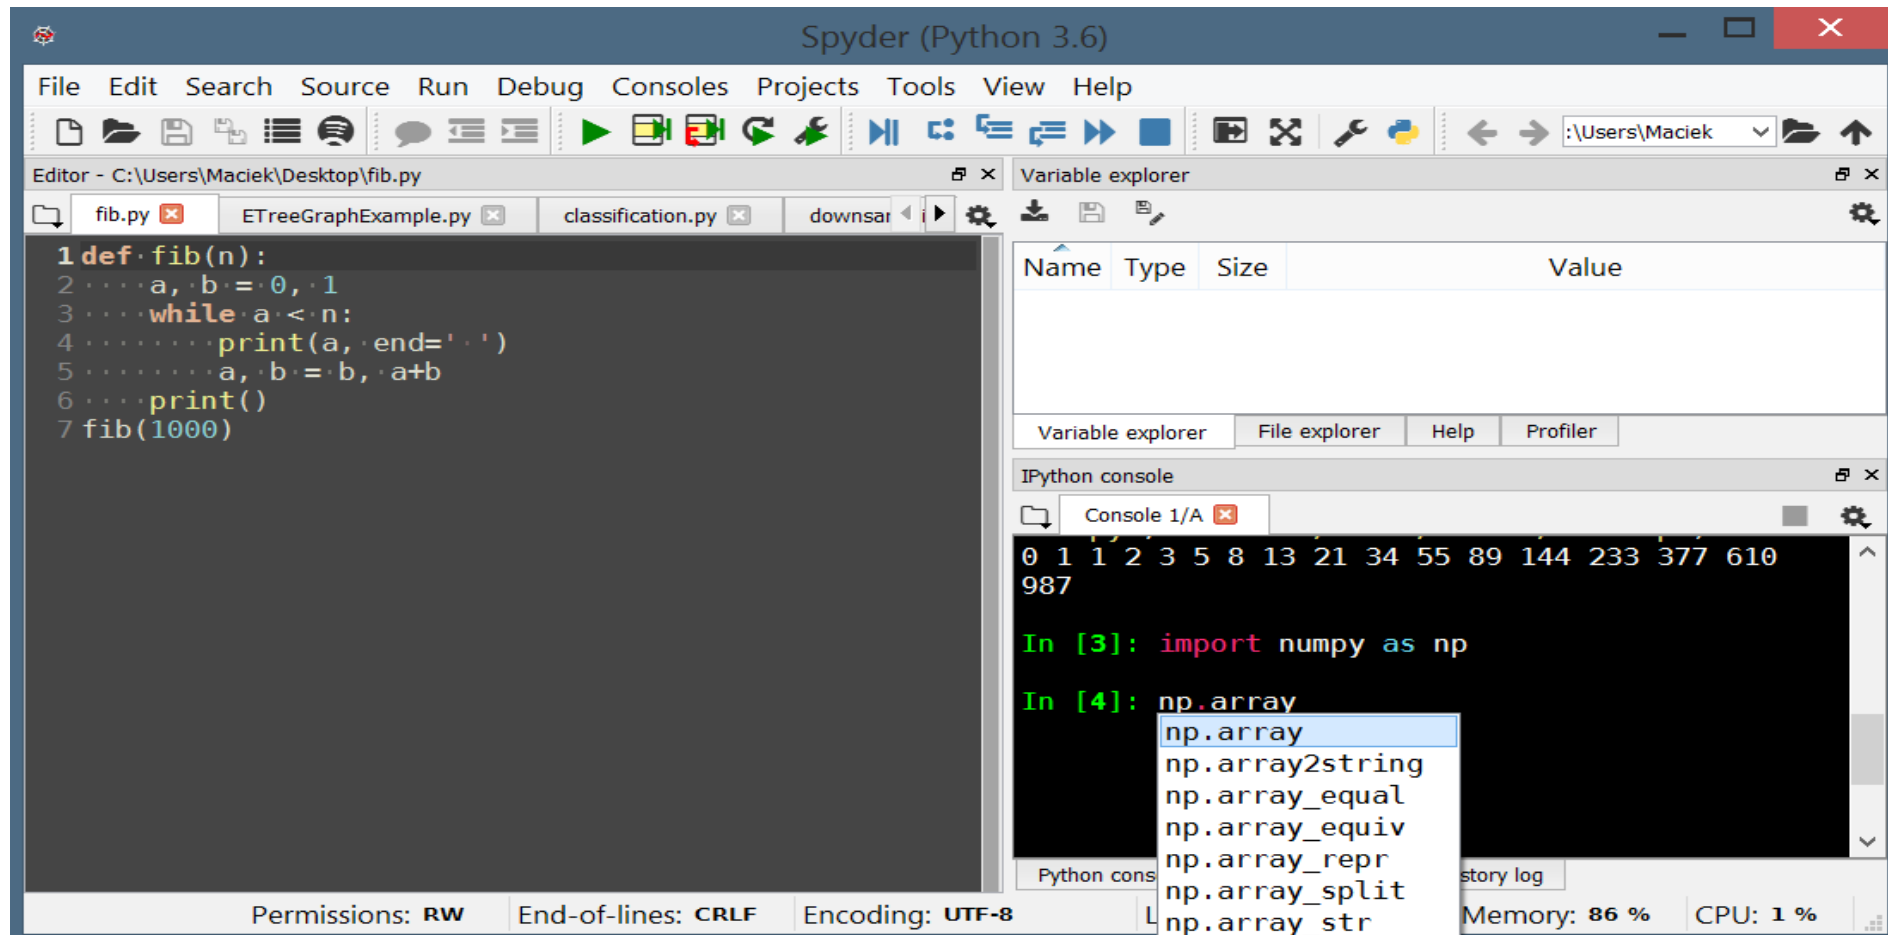 Spyder (Python 3.6)
File Edit Search Source Run Debug Consoles Projects Tools View Help
:\Users\Maciek
Editor - C:\Users\Maciek\Desktop\fib.py
fib.py ETreeGraphExample.py classification.py downsar
1 def fib(n):
2 a, b = 0, 1
3 while a < n:
4 print(a, end=' ')
5 a, b = b, a+b
6 print()
7 fib(1000)
Variable explorer
Name Type Size Value
Variable explorer File explorer Help Profiler
IPython console
Console 1/A
0 1 1 2 3 5 8 13 21 34 55 89 144 233 377 610
987
In [3]: import numpy as np
In [4]: np.array
np.array
np.array2string
np.array_equal
np.array_equiv
np.array_repr
np.array_split
np.array str
Python cons story log
Permissions: RW End-of-lines: CRLF Encoding: UTF-8 L Memory: 86 % CPU: 1 %